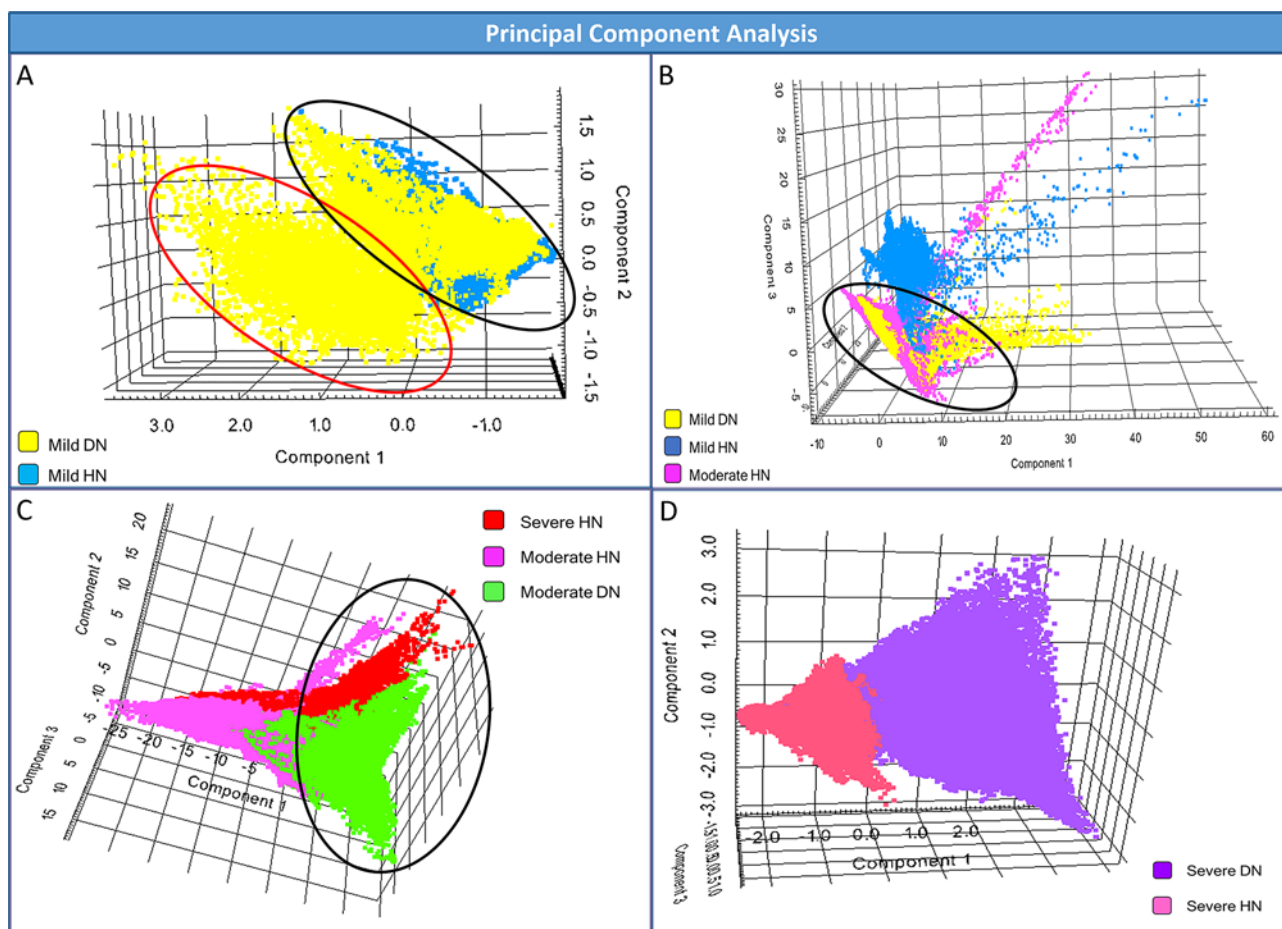 Principal Component Analysis
A
1.5
1.0
0.5
0.0
-0.5
-1.0
-1.5
Component 2
3.0 2.0 1.0 0.0 -1.0
Component 1
Mild DN
Mild HN
B
30
25
20
15
10
5
0
-5
Component 3
-10 0 10 20 30 40 50 60
Component 1
Mild DN
Mild HN
Moderate HN
C
20
15
10
5
0
-5
-10
Component 2
-5
0
5
10
15
Component 3
-25 -20 -15 -10 -5
Component 1
Severe HN
Moderate HN
Moderate DN
D
3.0
2.0
1.0
0.0
-1.0
-2.0
-3.0
Component 2
Component 3
-2.0 -1.0 0.0 2.0
Component 1
Severe DN
Severe HN